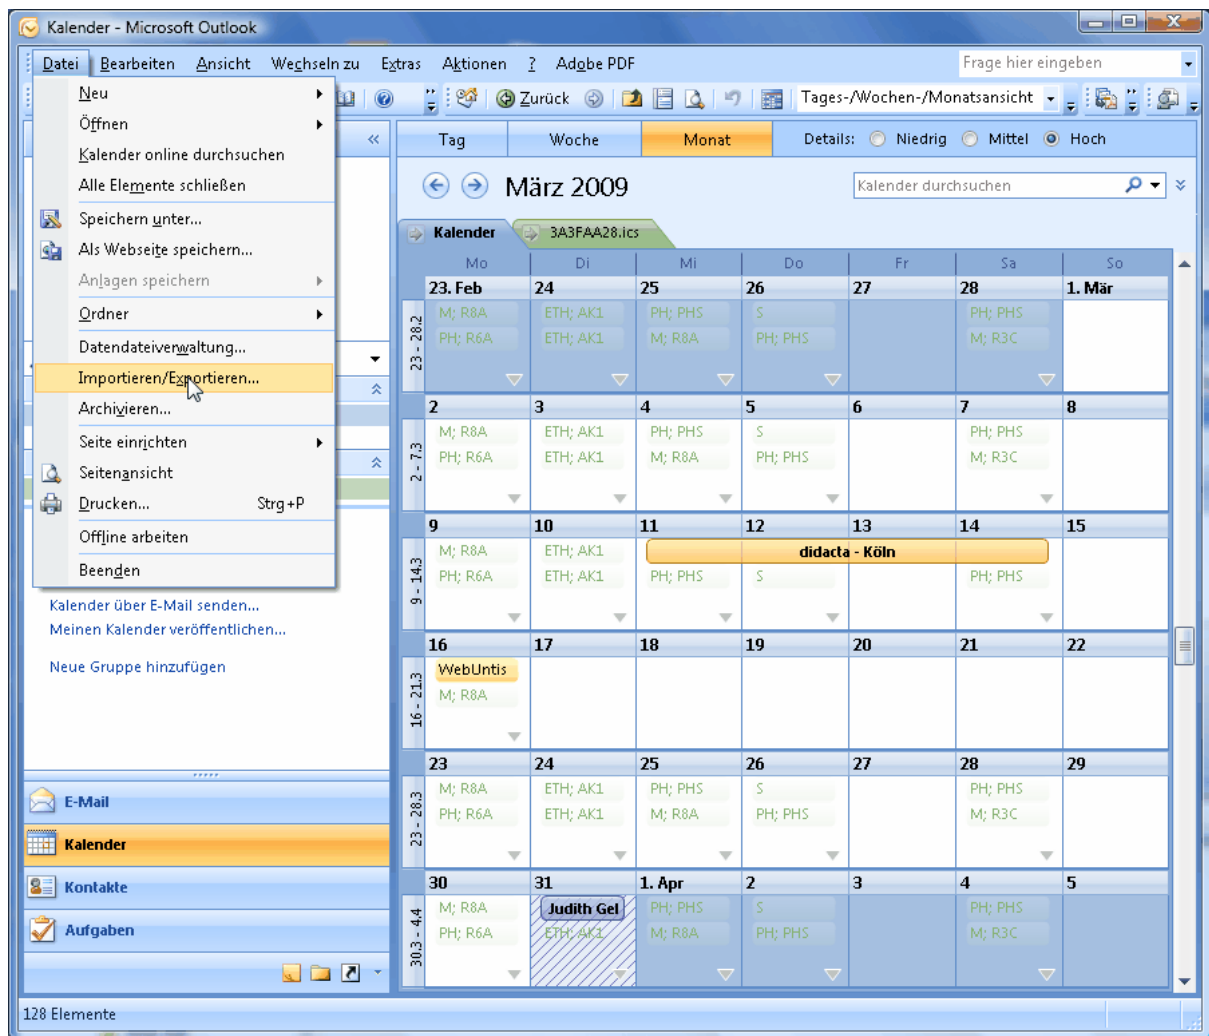 Kalender - Microsoft Outlook
Datei Bearbeiten Ansicht Wechseln zu Extras Aktionen ? Adobe PDF Frage hier eingeben
Neu
Öffnen
Kalender online durchsuchen
Alle Elemente schließen
Speichern unter...
Als Webseite speichern...
Anlagen speichern
Ordner
Datendateiverwaltung...
Importieren/Exportieren...
Archivieren...
Seite einrichten
Seitenansicht
Drucken... Strg+P
Offline arbeiten
Beenden
Kalender über E-Mail senden...
Meinen Kalender veröffentlichen...
Neue Gruppe hinzufügen
E-Mail
Kalender
Kontakte
Aufgaben
Zurück Tages-/Wochen-/Monatsansicht
Tag Woche Monat Details: Niedrig Mittel Hoch
März 2009 Kalender durchsuchen
Kalender 3A3FAA28.ics
Mo Di Mi Do Fr Sa So
23. Feb 24 25 26 27 28 1. Mär
23 - 28.2
M; R8A ETH; AK1 PH; PHS S PH; PHS
PH; R6A ETH; AK1 M; R8A PH; PHS M; R3C
2 3 4 5 6 7 8
2 - 7.3
M; R8A ETH; AK1 PH; PHS S PH; PHS
PH; R6A ETH; AK1 M; R8A PH; PHS M; R3C
9 10 11 12 13 14 15
9 - 14.3
M; R8A ETH; AK1 didacta - Köln
PH; R6A ETH; AK1 PH; PHS S PH; PHS
16 17 18 19 20 21 22
16 - 21.3
WebUntis
M; R8A
23 24 25 26 27 28 29
23 - 28.3
M; R8A ETH; AK1 PH; PHS S PH; PHS
PH; R6A ETH; AK1 M; R8A PH; PHS M; R3C
30 31 1. Apr 2 3 4 5
30.3 - 4.4
M; R8A Judith Gel PH; PHS S PH; PHS
PH; R6A ETH; AK1 M; R8A PH; PHS M; R3C
128 Elemente